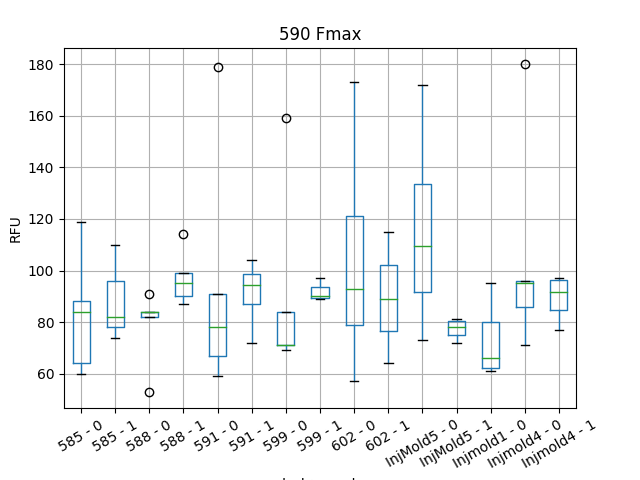 590 Fmax
180
160
140
120
100
80
60
RFU
585 - 0
585 - 1
588 - 0
588 - 1
591 - 0
591 - 1
599 - 0
599 - 1
602 - 0
602 - 1
InjMold5 - 0
InjMold5 - 1
Injmold1 - 0
Injmold4 - 0
Injmold4 - 1